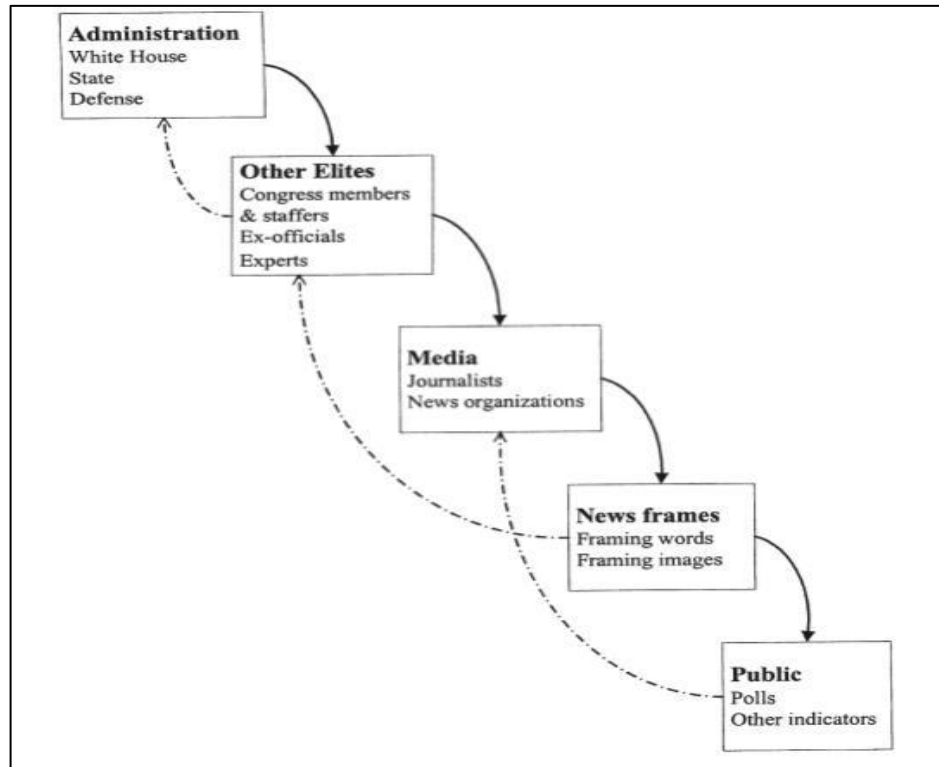 Administration
White House
State
Defense
Other Elites
Congress members
& staffers
Ex-officials
Experts
Media
Journalists
News organizations
News frames
Framing words
Framing images
Public
Polls
Other indicators